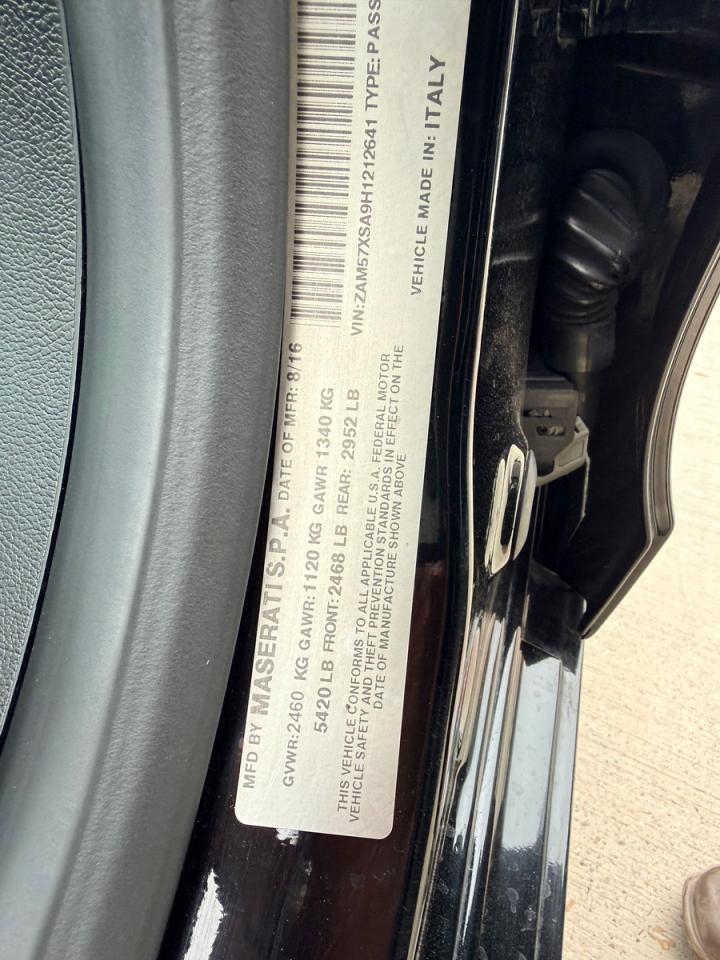 MFD BY MASERATI S.P.A. DATE OF MFR: 8/16
GVWR: 2460 KG GAWR: 1120 KG GAWR 1340 KG
5420 LB FRONT: 2468 LB REAR: 2952 LB
THIS VEHICLE CONFORMS TO ALL APPLICABLE U.S.A. FEDERAL MOTOR
VEHICLE SAFETY AND THEFT PREVENTION STANDARDS IN EFFECT ON THE
DATE OF MANUFACTURE SHOWN ABOVE
VIN: ZAM57XSA9H1212641 TYPE: PASS
VEHICLE MADE IN: ITALY